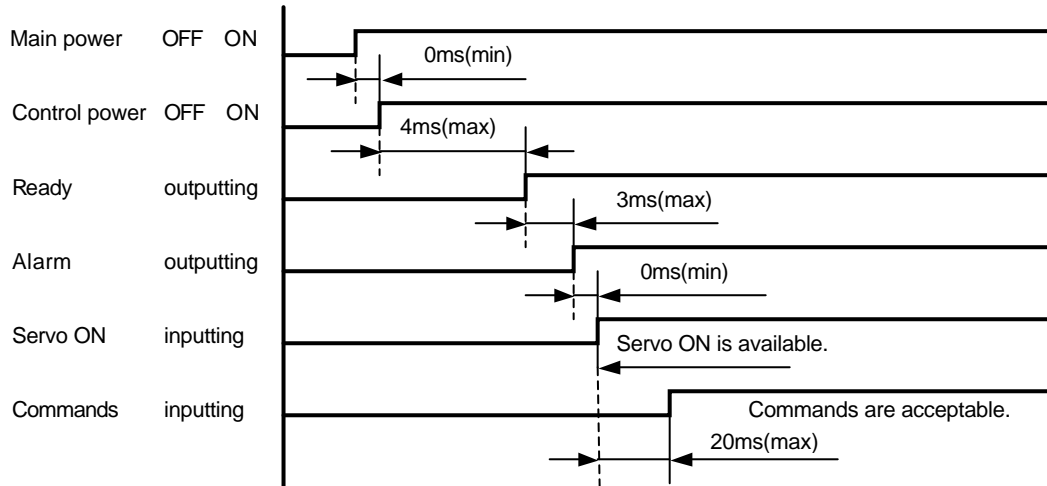 Main power OFF ON
0ms(min)
Control power OFF ON
4ms(max)
Ready outputting
3ms(max)
Alarm outputting
0ms(min)
Servo ON inputting
Servo ON is available.
Commands inputting
Commands are acceptable.
20ms(max)